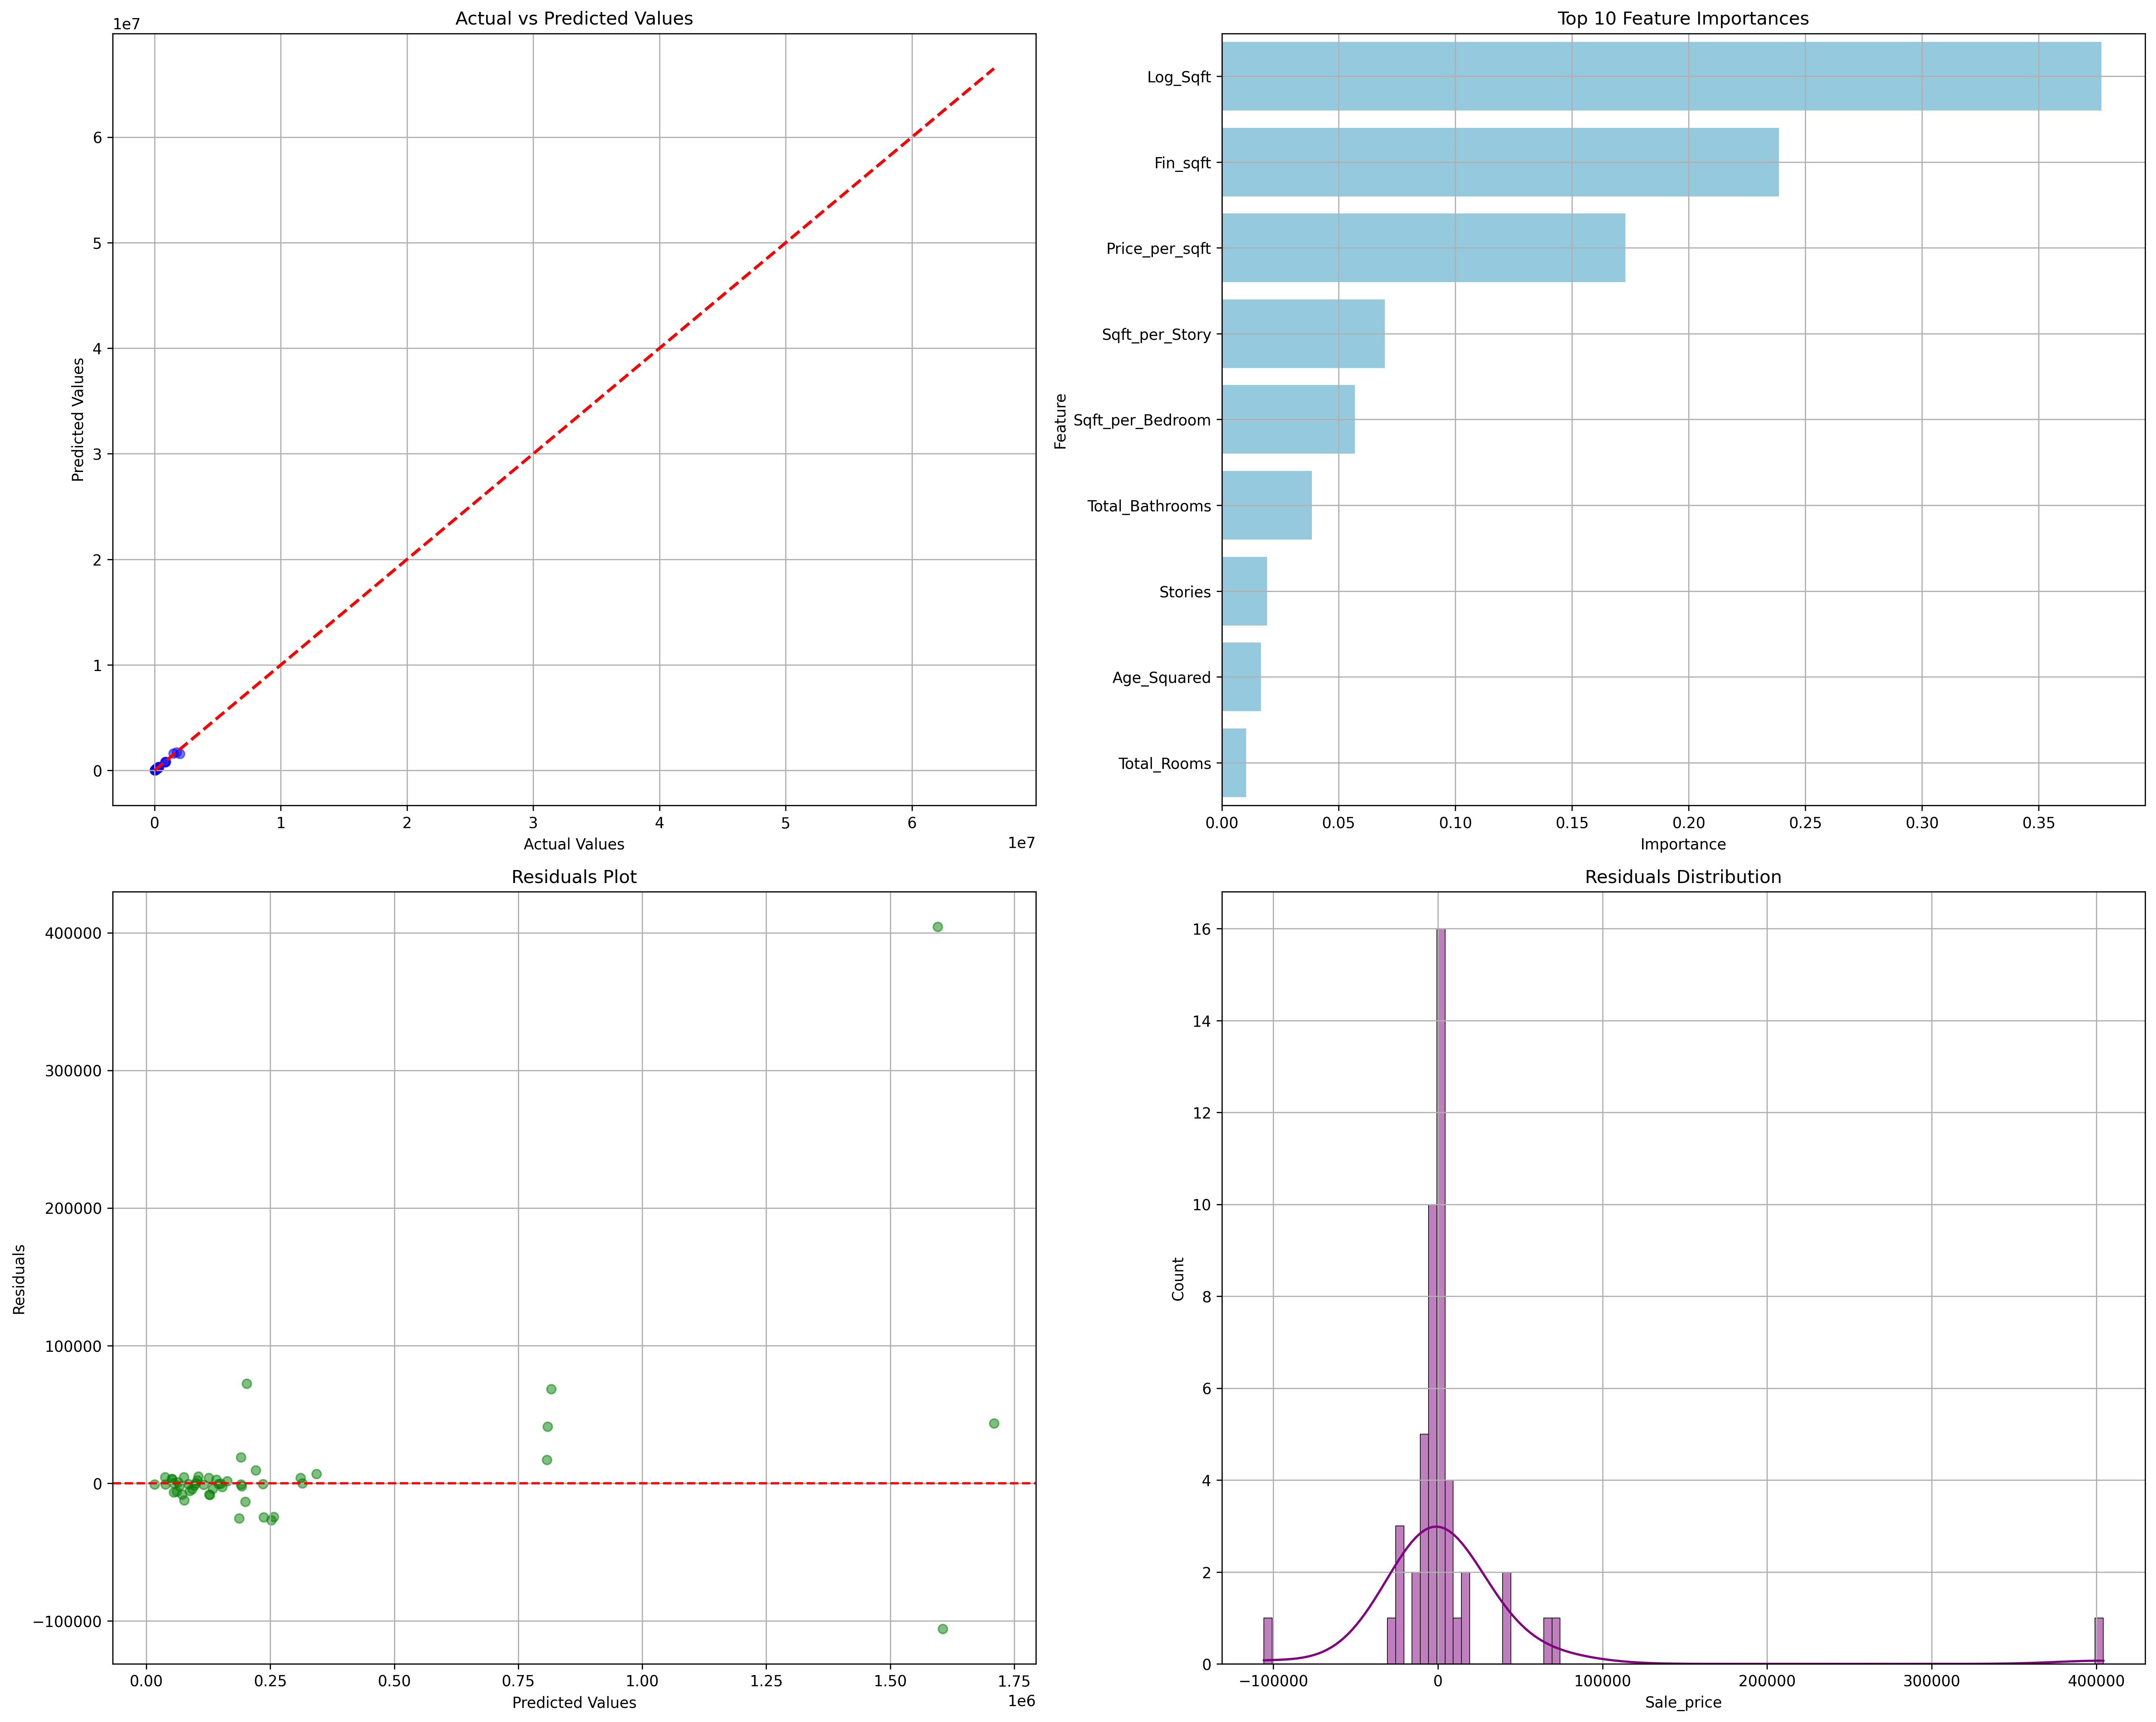 Actual vs Predicted Values
1e7
6
5
4
3
2
1
0
Predicted Values
0 1 2 3 4 5 6
Actual Values
1e7
Top 10 Feature Importances
Log_Sqft
Fin_sqft
Price_per_sqft
Sqft_per_Story
Sqft_per_Bedroom
Total_Bathrooms
Stories
Age_Squared
Total_Rooms
Feature
0.00 0.05 0.10 0.15 0.20 0.25 0.30 0.35
Importance
Residuals Plot
400000
300000
200000
100000
0
−100000
Residuals
0.00 0.25 0.50 0.75 1.00 1.25 1.50 1.75
Predicted Values
1e6
Residuals Distribution
16
14
12
10
8
6
4
2
0
Count
−100000 0 100000 200000 300000 400000
Sale_price